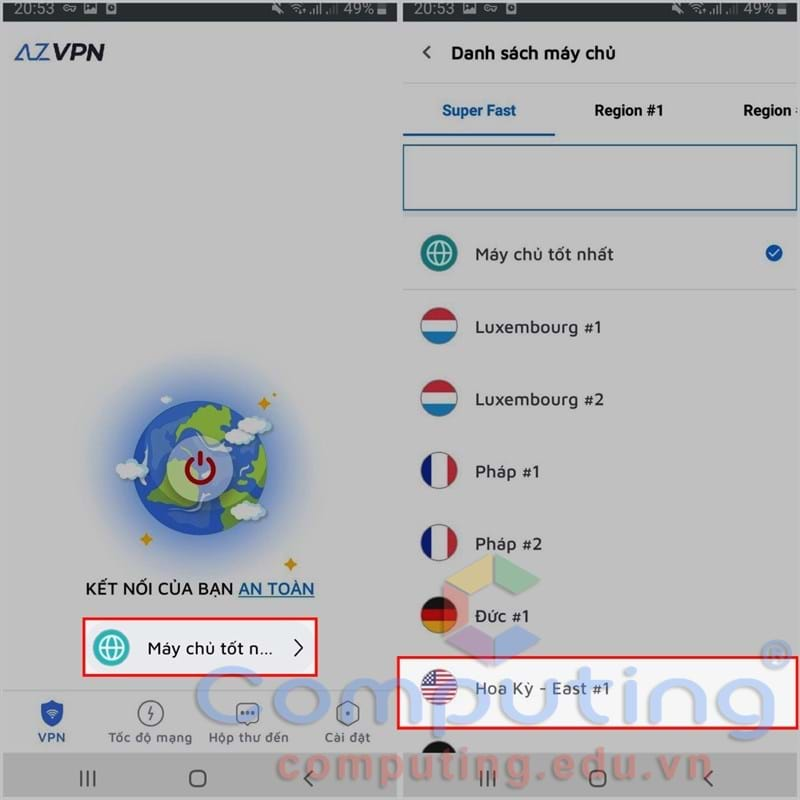 20:53
49%
AZVPN
KẾT NỐI CỦA BẠN AN TOÀN
Máy chủ tốt n...
VPN
Tốc độ mạng
Hộp thư đến
Cài đặt
20:53
49%
Danh sách máy chủ
Super Fast
Region #1
Region
Máy chủ tốt nhất
Luxembourg #1
Luxembourg #2
Pháp #1
Pháp #2
Đức #1
Hoa Kỳ - East #1
Computing®
computing.edu.vn